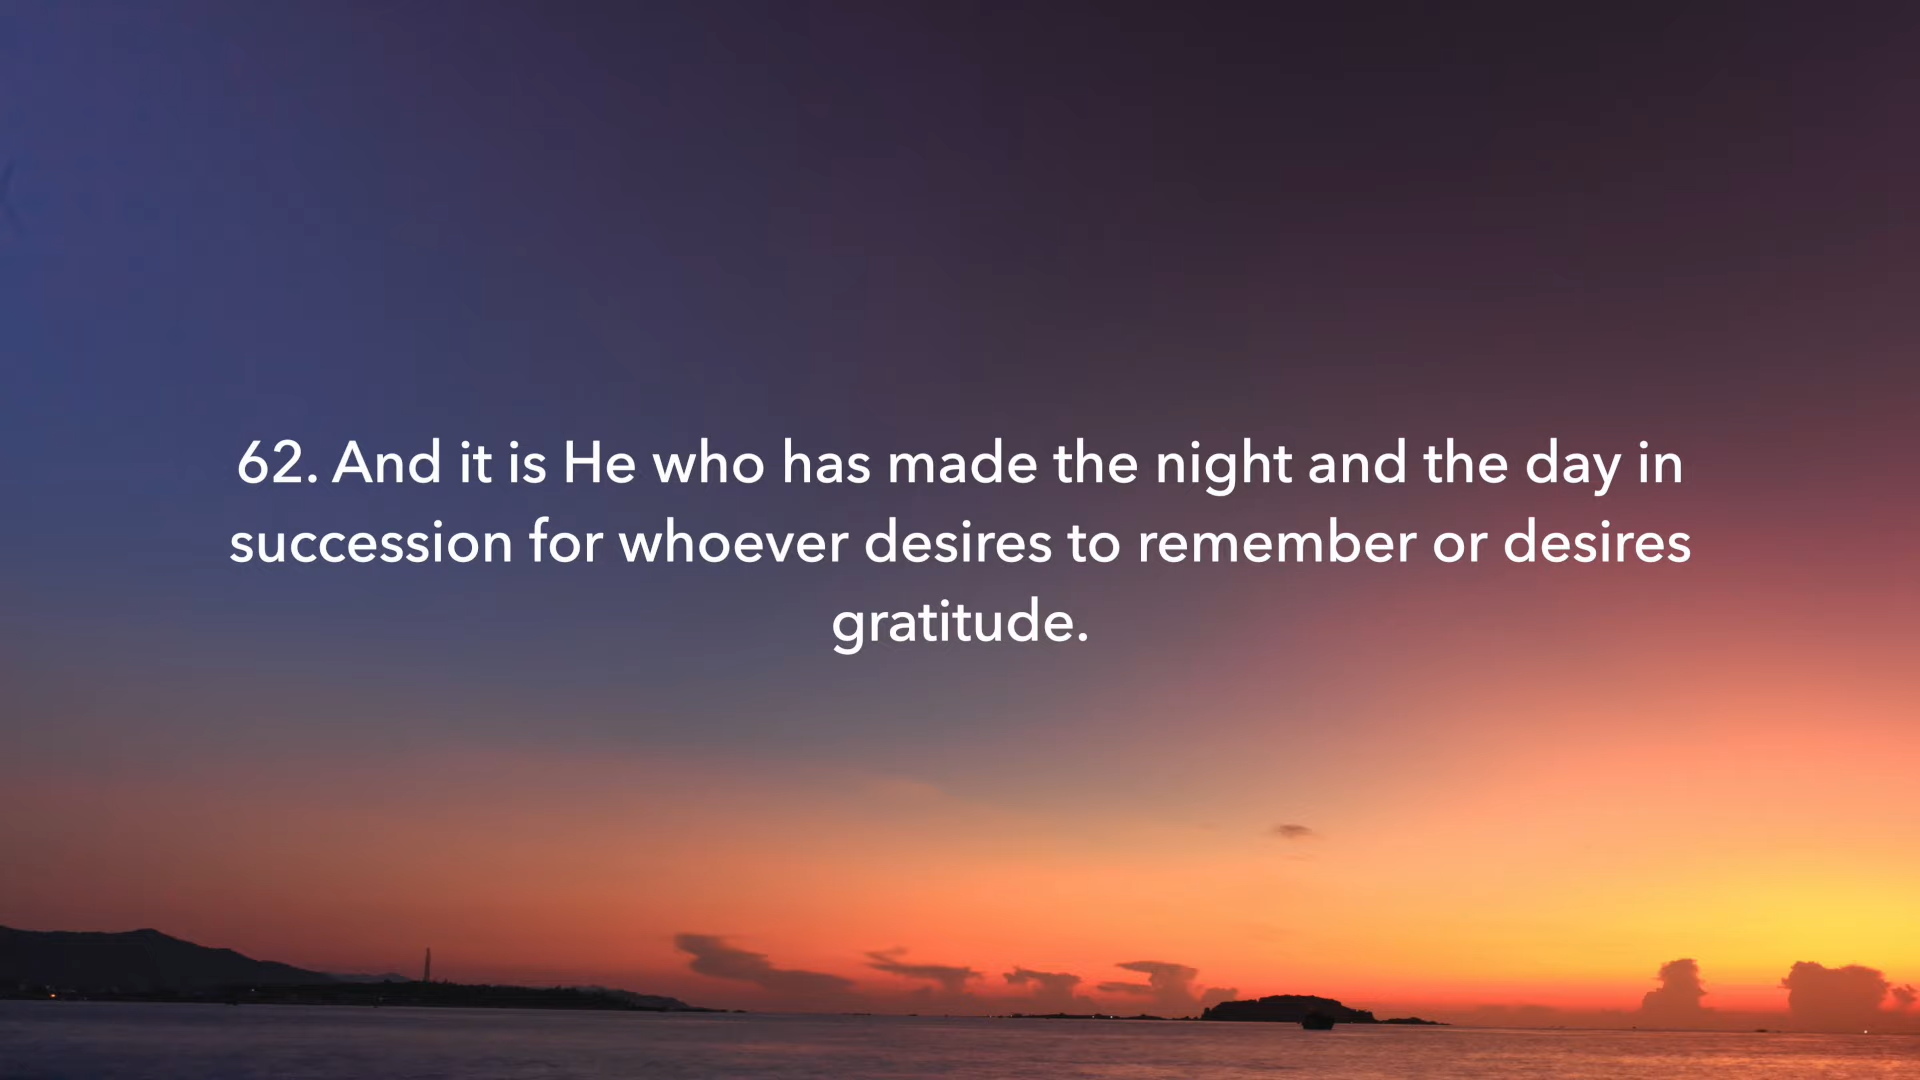 62. And it is He who has made the night and the day in
succession for whoever desires to remember or desires
gratitude.